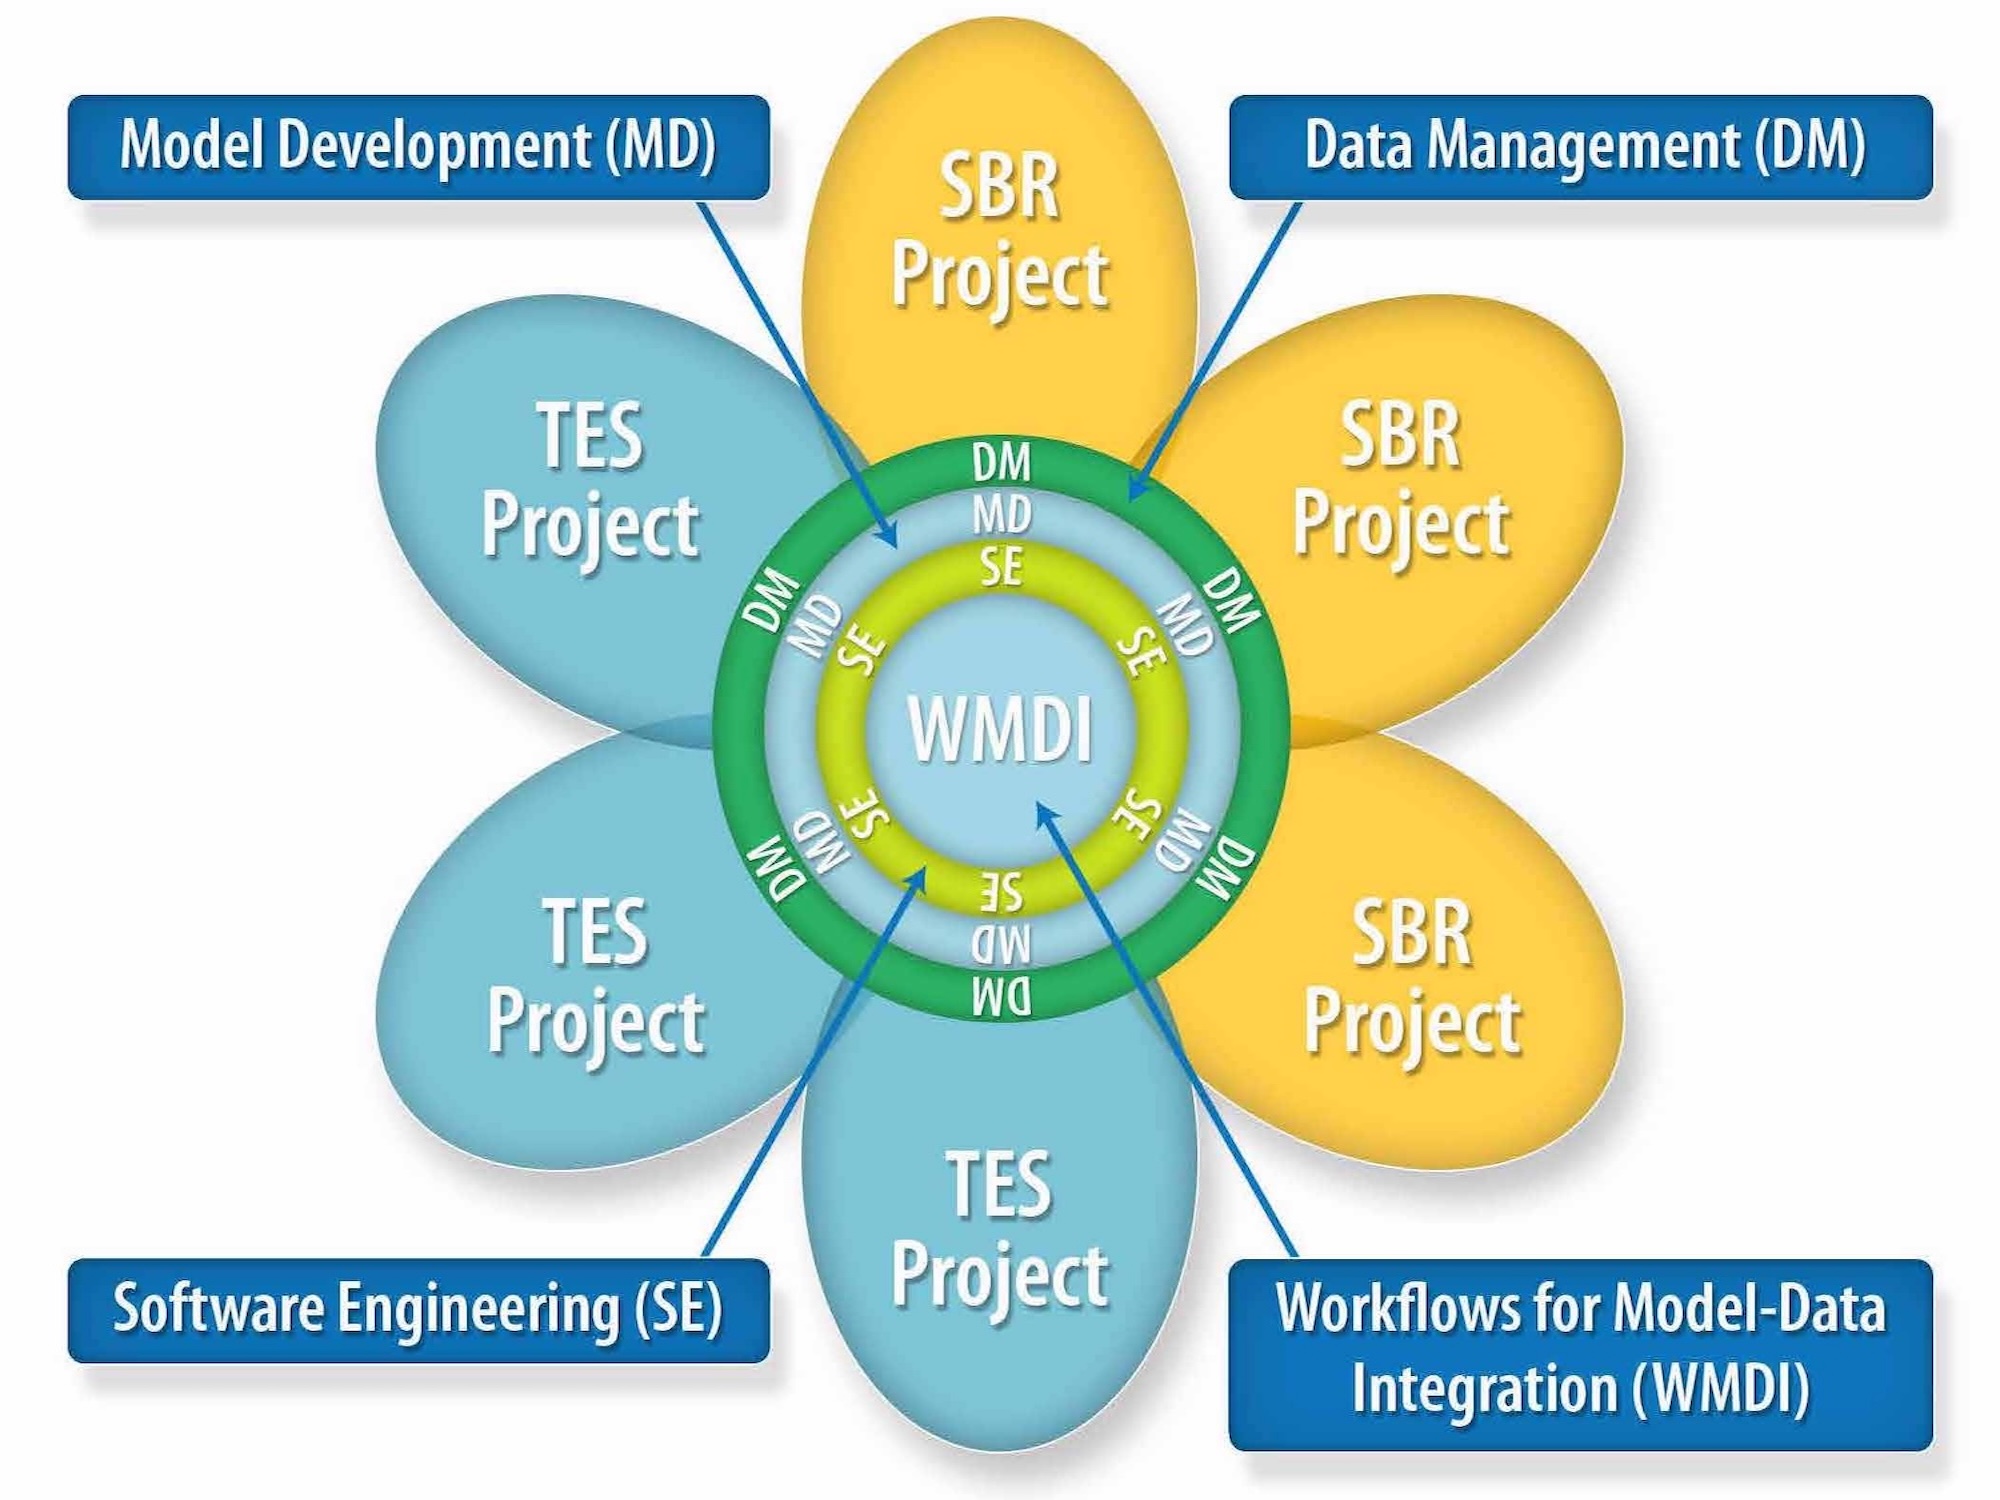 Model Development (MD)
Data Management (DM)
SBR
Project
TES
Project
SBR
Project
DM
MD
SE
DM
MD
SE
SE
MD
DM
WMDI
DM
MD
SE
SE
MD
DM
SE
MD
DM
TES
Project
SBR
Project
TES
Project
Software Engineering (SE)
Workflows for Model-Data
Integration (WMDI)